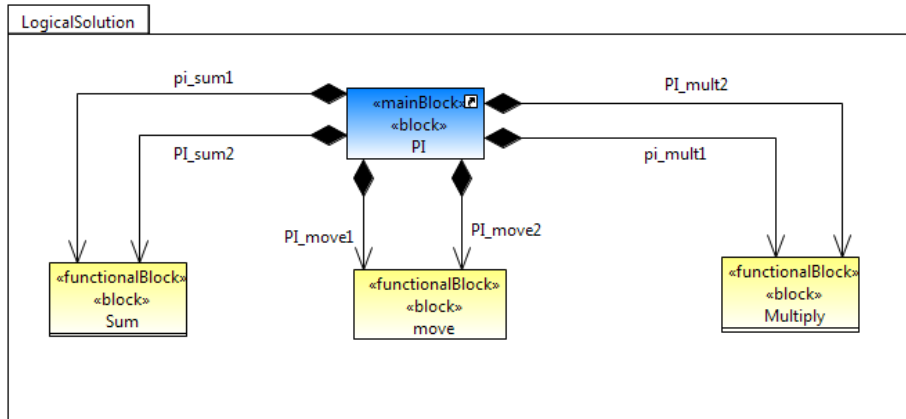 LogicalSolution
pi_sum1
PI_mult2
«mainBlock»
«block»
PI
PI_sum2
pi_mult1
PI_move1
PI_move2
«functionalBlock»
«block»
Sum
«functionalBlock»
«block»
move
«functionalBlock»
«block»
Multiply